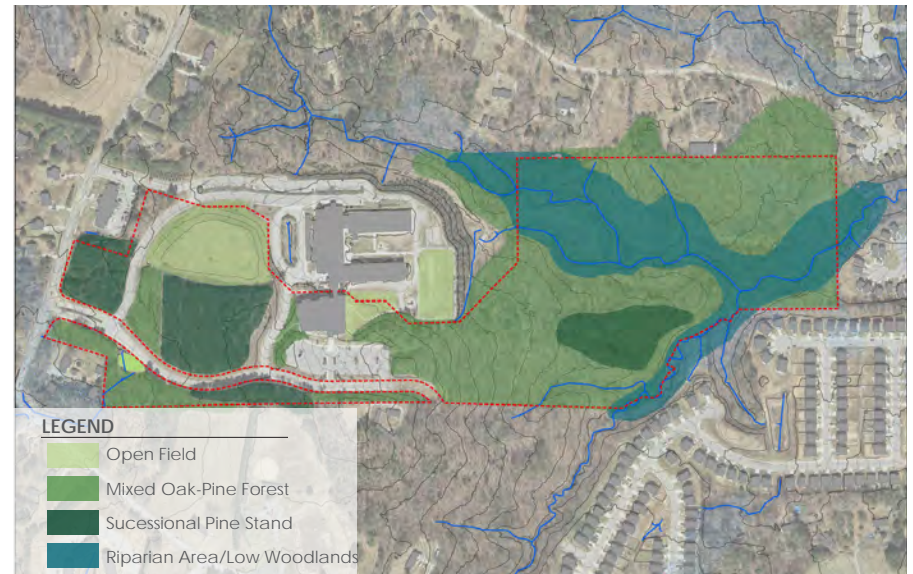 LEGEND
Open Field
Mixed Oak-Pine Forest
Sucessional Pine Stand
Riparian Area/Low Woodlands